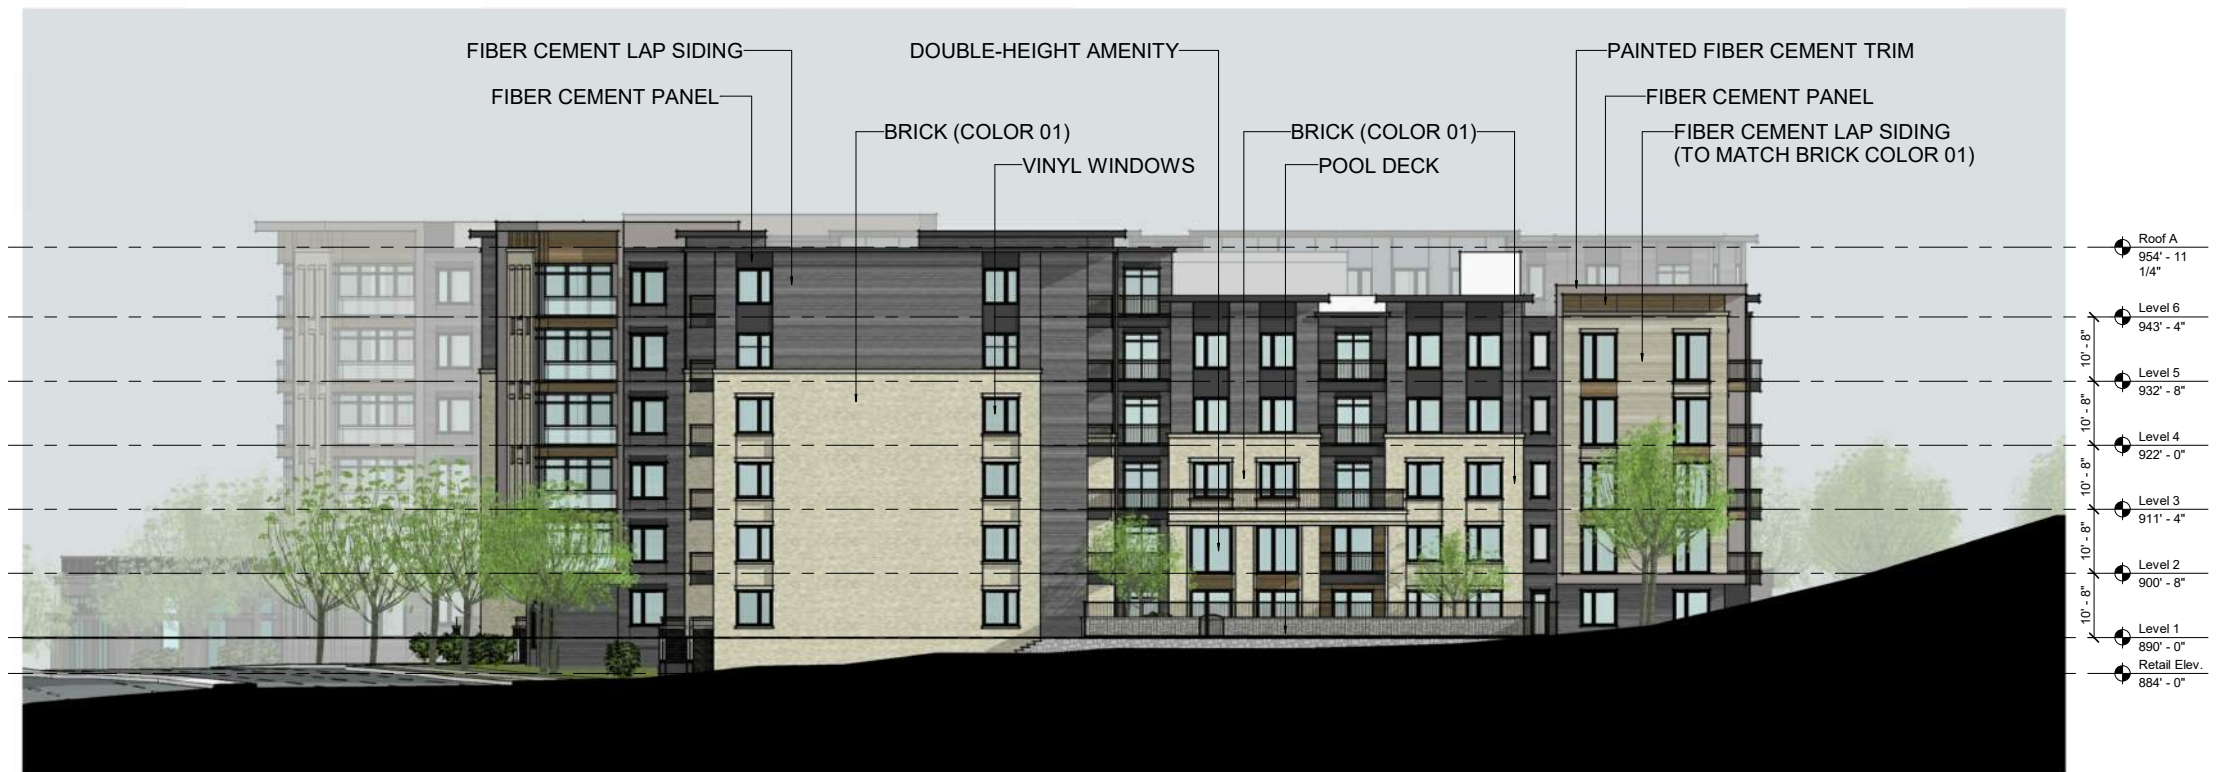 FIBER CEMENT LAP SIDING
DOUBLE-HEIGHT AMENITY
PAINTED FIBER CEMENT TRIM
FIBER CEMENT PANEL
FIBER CEMENT PANEL
BRICK (COLOR 01)
BRICK (COLOR 01)
FIBER CEMENT LAP SIDING
(TO MATCH BRICK COLOR 01)
VINYL WINDOWS
POOL DECK
Roof A
954' - 11
1/4"
Level 6
943' - 4"
10' - 8"
Level 5
932' - 8"
10' - 8"
Level 4
922' - 0"
10' - 8"
Level 3
911' - 4"
10' - 8"
Level 2
900' - 8"
10' - 8"
Level 1
890' - 0"
Retail Elev.
884' - 0"